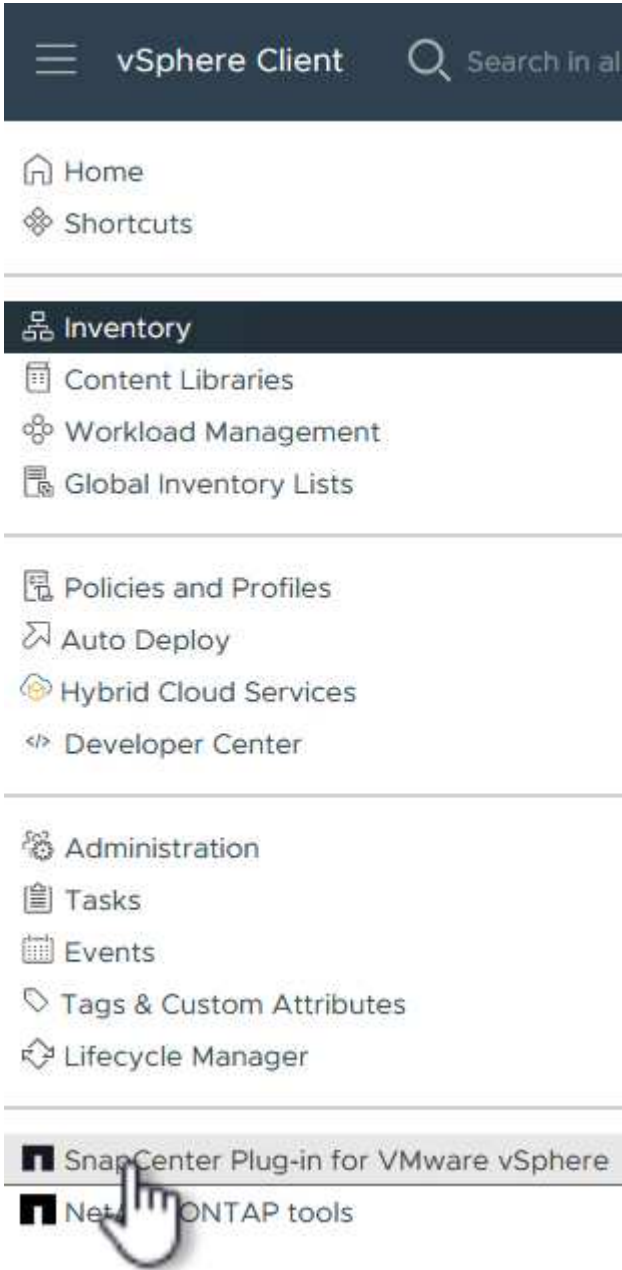 vSphere Client
Search in al
Home
Shortcuts
Inventory
Content Libraries
Workload Management
Global Inventory Lists
Policies and Profiles
Auto Deploy
Hybrid Cloud Services
Developer Center
Administration
Tasks
Events
Tags & Custom Attributes
Lifecycle Manager
SnapCenter Plug-in for VMware vSphere
tools